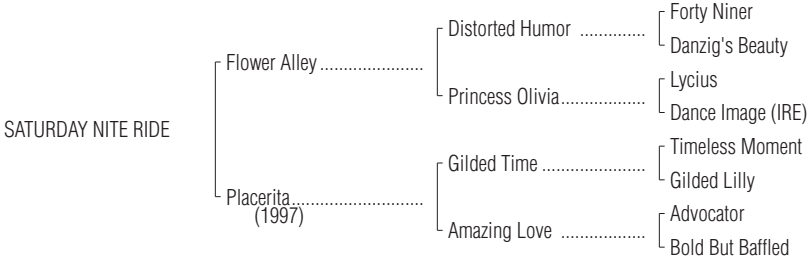 SATURDAY NITE RIDE
Flower Alley ......................
Placerita............................
(1997)
Distorted Humor ..............
Princess Olivia..................
Gilded Time ......................
Amazing Love ..................
Forty Niner
Danzig's Beauty
Lycius
Dance Image (IRE)
Timeless Moment
Gilded Lilly
Advocator
Bold But Baffled